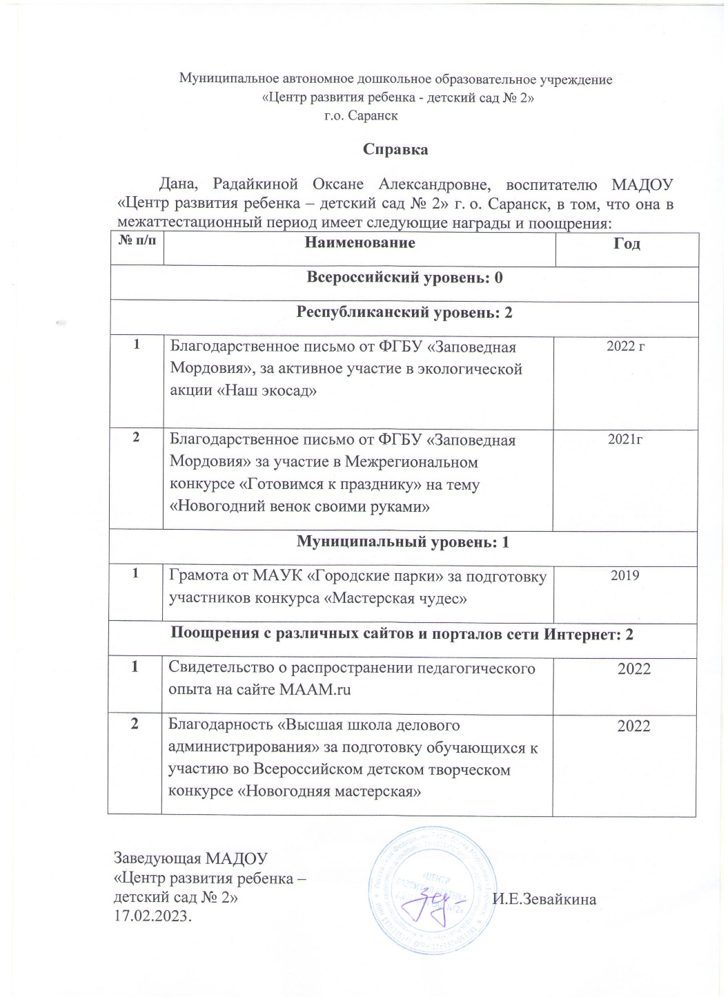 Муниципальное автономное дошкольное образовательное учреждение
«Центр развития ребенка - детский сад № 2»
г.о. Саранск
Справка
Дана, Радайкиной Оксане Александровне, воспитателю МАДОУ
«Центр развития ребенка – детский сад № 2» г. о. Саранск, в том, что она в
межаттестационный период имеет следующие награды и поощрения:
№ п/п Наименование Год
Всероссийский уровень: 0
Республиканский уровень: 2
1 Благодарственное письмо от ФГБУ «Заповедная 2022 г
Мордовия», за активное участие в экологической
акции «Наш экосад»
2 Благодарственное письмо от ФГБУ «Заповедная 2021г
Мордовия» за участие в Межрегиональном
конкурсе «Готовимся к празднику» на тему
«Новогодний венок своими руками»
Муниципальный уровень: 1
1 Грамота от МАУК «Городские парки» за подготовку 2019
участников конкурса «Мастерская чудес»
Поощрения с различных сайтов и порталов сети Интернет: 2
1 Свидетельство о распространении педагогического 2022
опыта на сайте МААМ.ru
2 Благодарность «Высшая школа делового 2022
администрирования» за подготовку обучающихся к
участию во Всероссийском детском творческом
конкурсе «Новогодняя мастерская»
Заведующая МАДОУ
«Центр развития ребенка –
детский сад № 2» И.Е.Зевайкина
17.02.2023.
«ЦЕНТР
РАЗВИТИЯ РЕБЕНКА